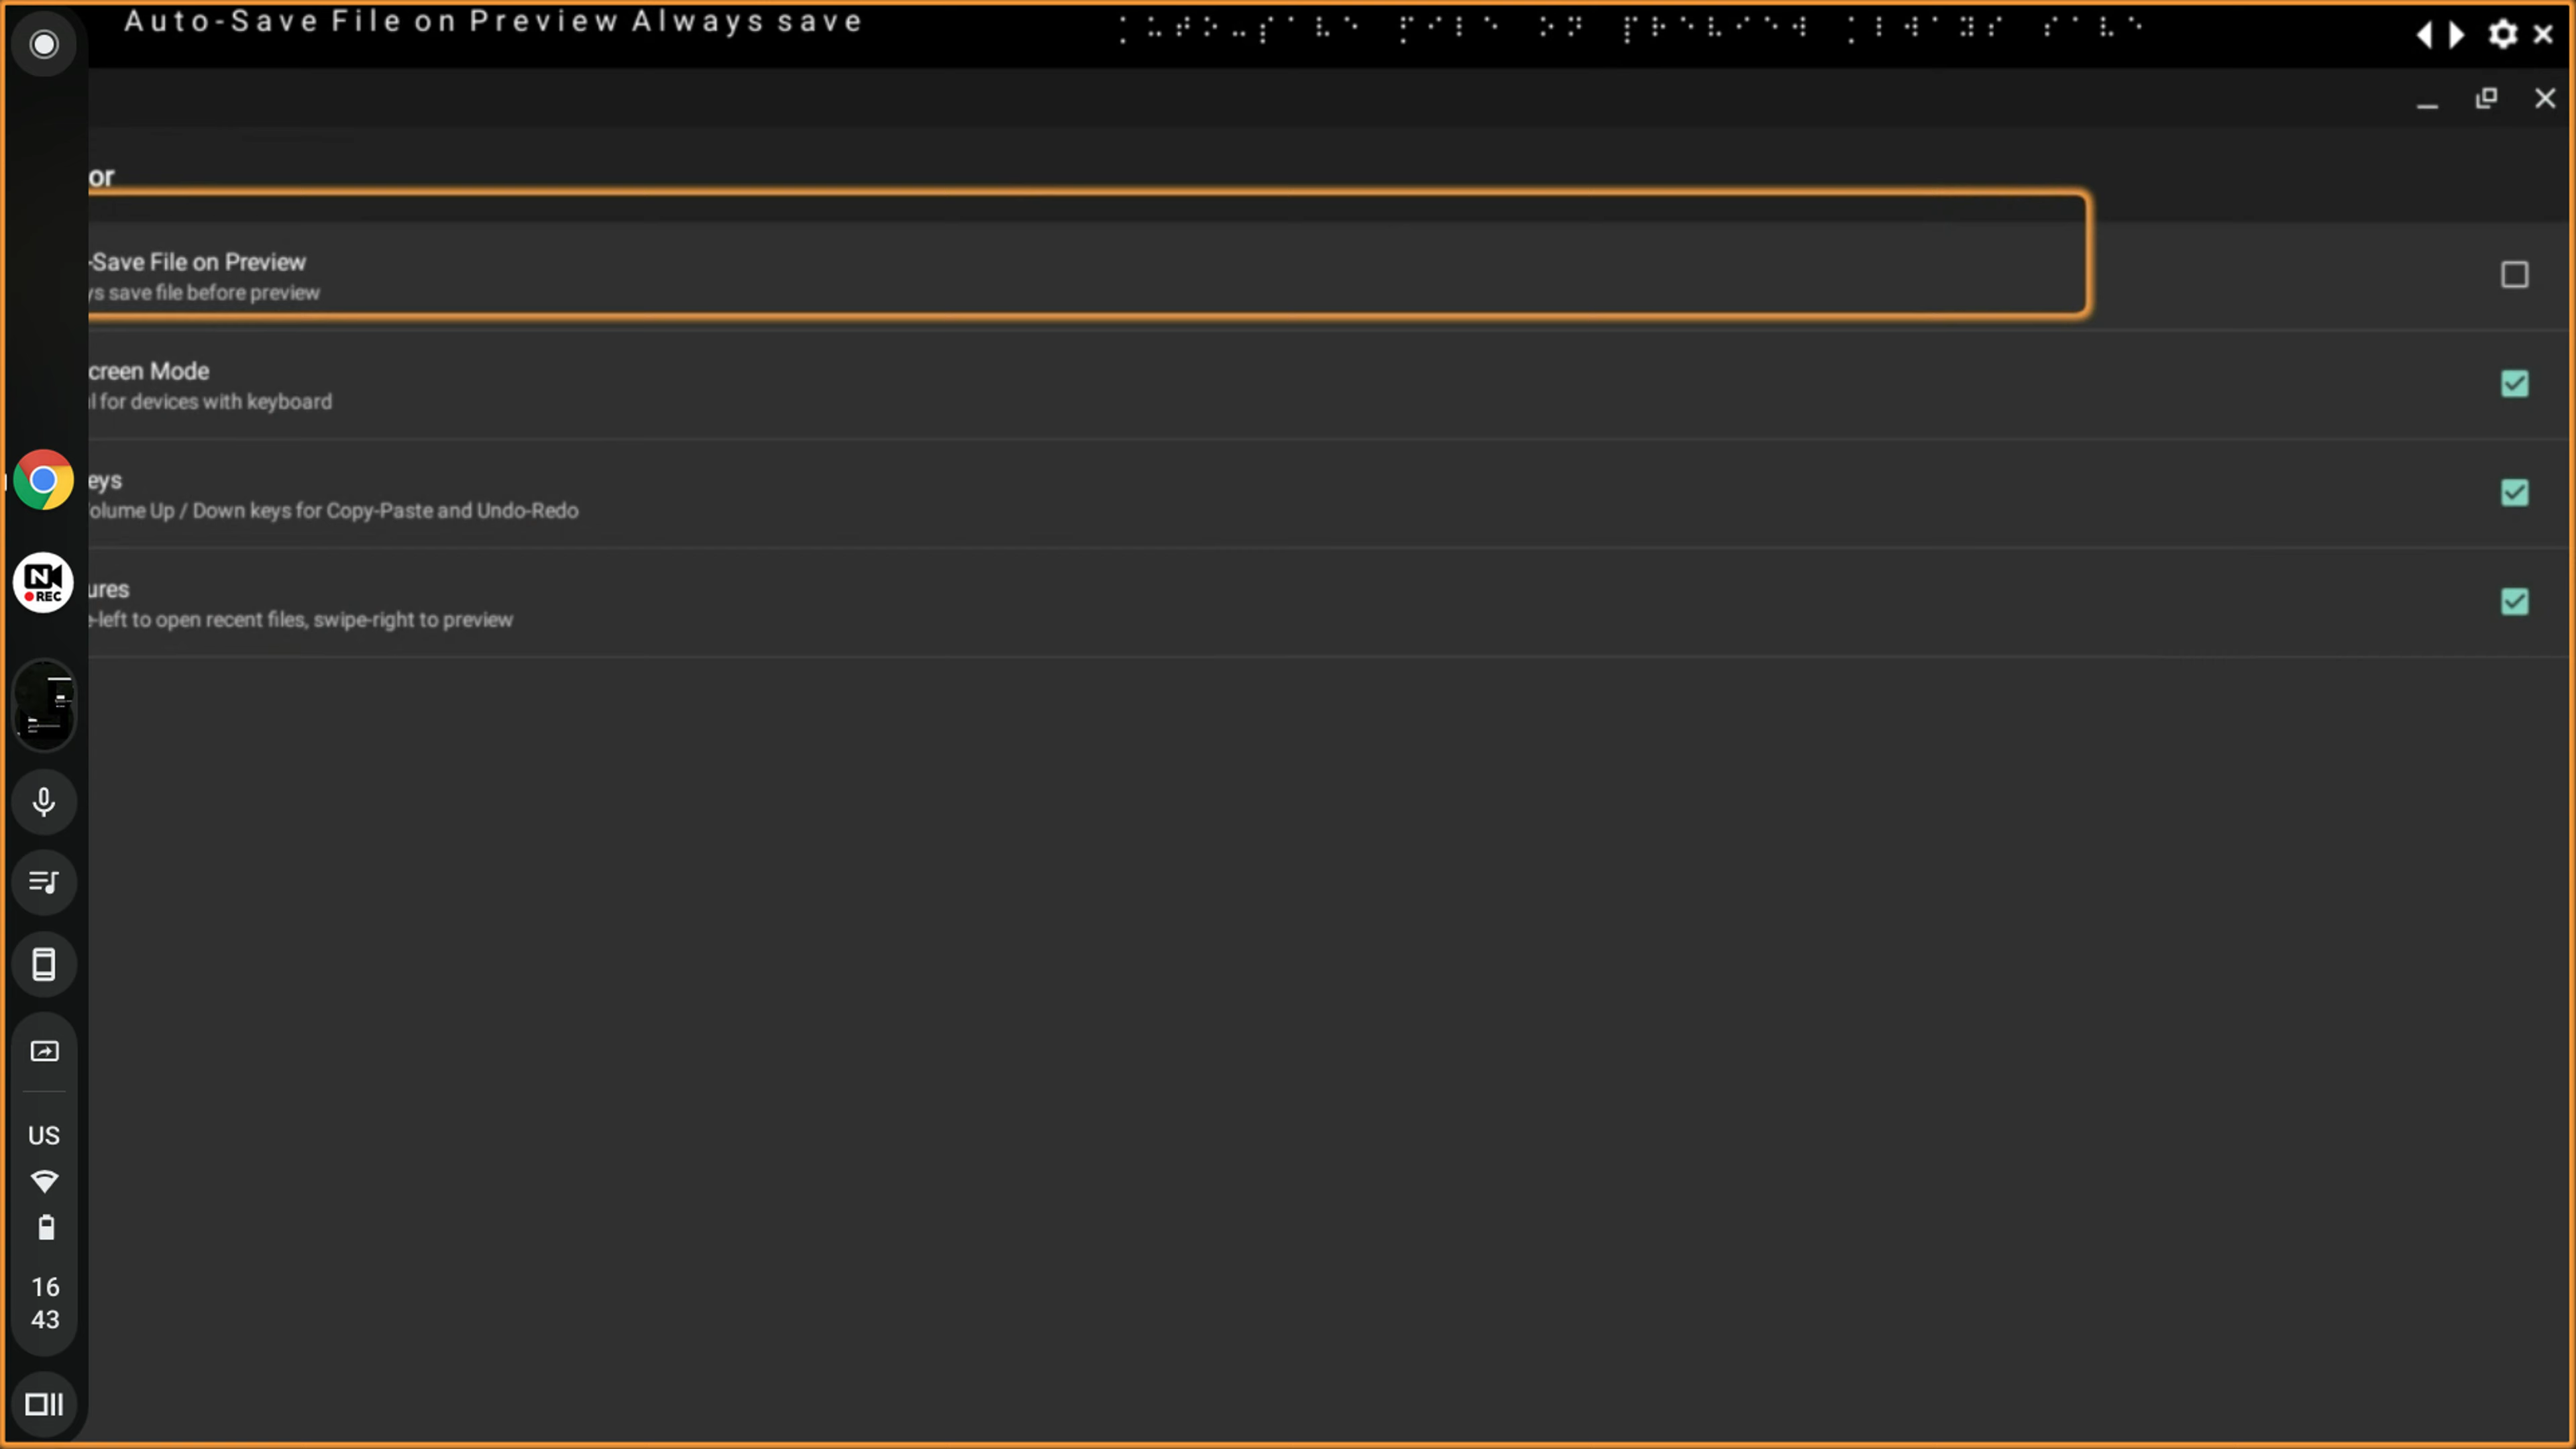 Auto-Save File on Preview Always save
⡁⠥⠞⠕⠤⡎⠁⠧⠑ ⡋⠊⠇⠑ ⠕⠝ ⡏⠗⠑⠧⠊⠑⠺ ⡁⠇⠺⠁⠽⠎ ⠎⠁⠧⠑
or
-Save File on Preview
ys save file before preview
creen Mode
l for devices with keyboard
eys
olume Up / Down keys for Copy-Paste and Undo-Redo
ures
e-left to open recent files, swipe-right to preview
N
REC
US
16
43